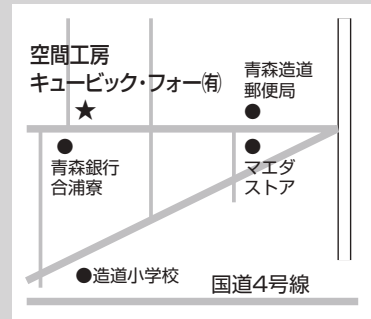 空間工房
キュービック・フォー㈲
★
青森造道
郵便局
●
●
青森銀行
合浦寮
●
マエダ
ストア
●造道小学校
国道4号線